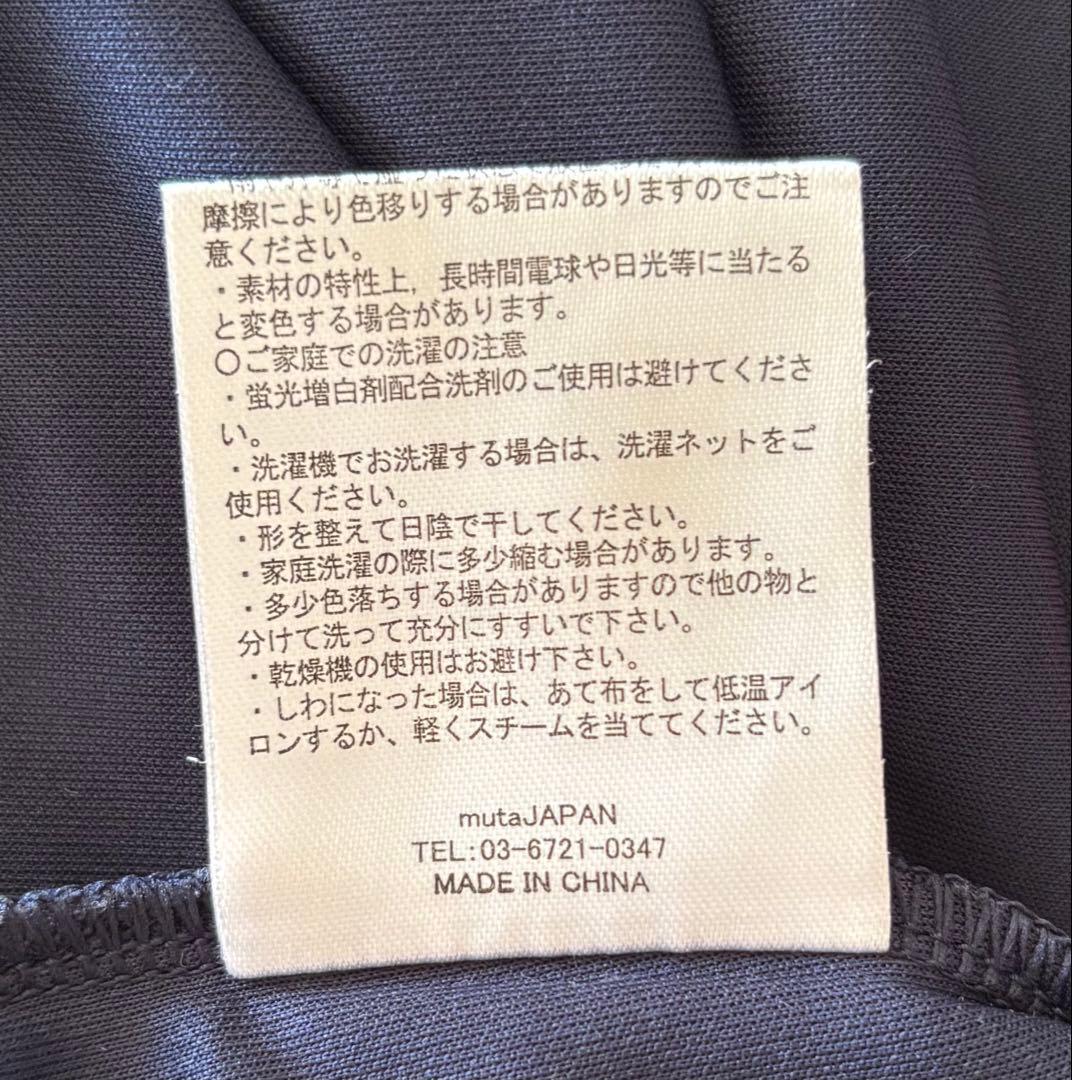 摩擦により色移りする場合がありますのでご注
意ください。
・素材の特性上, 長時間電球や日光等に当たる
と変色する場合があります。
〇ご家庭での洗濯の注意
・蛍光増白剤配合洗剤のご使用は避けてくださ
い。
・洗濯機でお洗濯する場合は、洗濯ネットをご
使用ください。
・形を整えて日陰で干してください。
・家庭洗濯の際に多少縮む場合があります。
・多少色落ちする場合がありますので他の物と
分けて洗って充分にすすいで下さい。
・乾燥機の使用はお避け下さい。
・しわになった場合は、あて布をして低温アイ
ロンするか、軽くスチームを当ててください。
mutaJAPAN
TEL:03-6721-0347
MADE IN CHINA